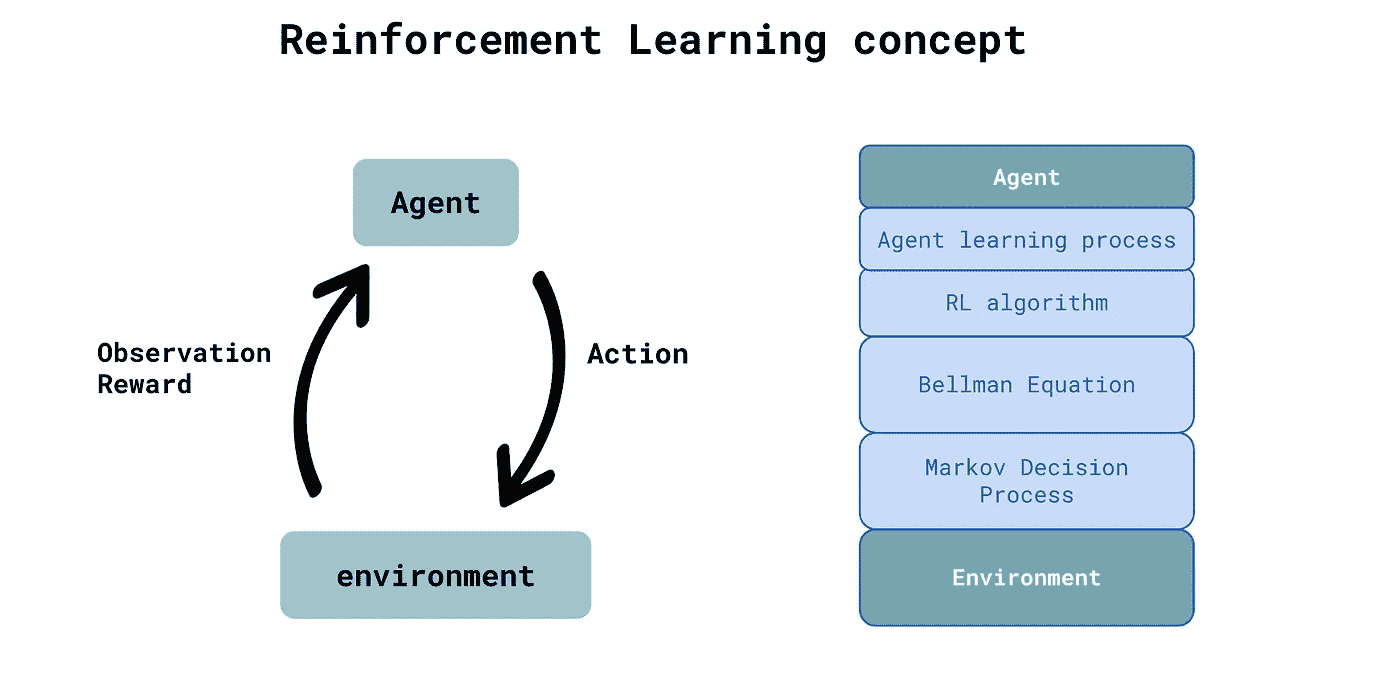 Reinforcement Learning concept
Agent
Observation
Reward
Action
environment
Agent
Agent learning process
RL algorithm
Bellman Equation
Markov Decision
Process
Environment